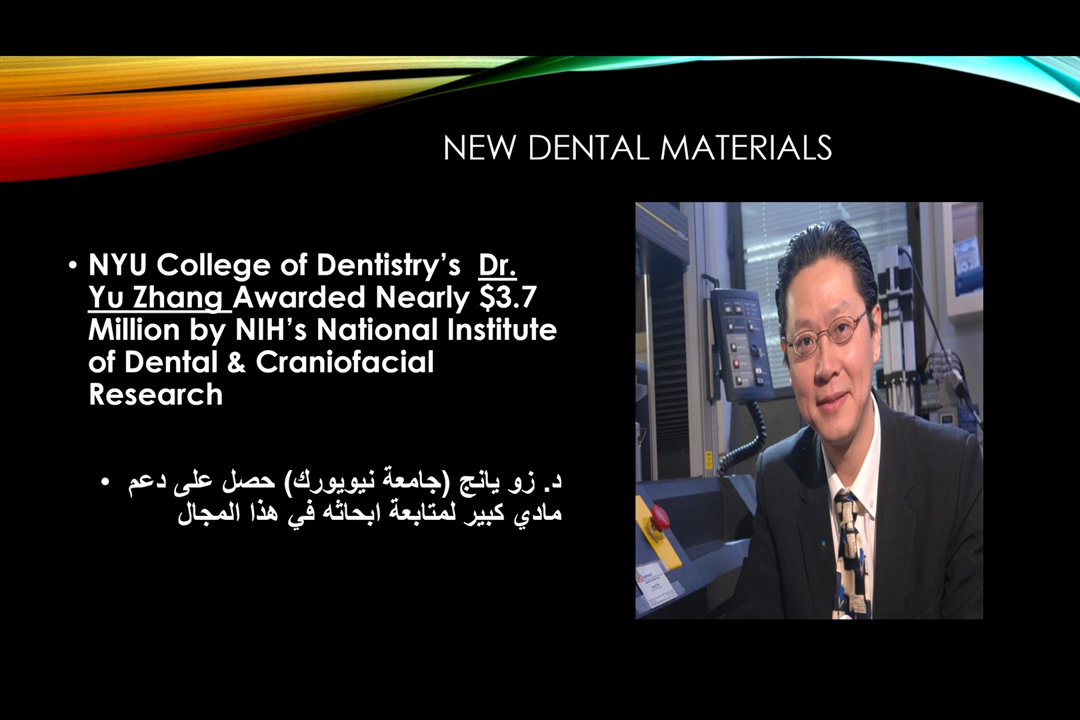 NEW DENTAL MATERIALS
• NYU College of Dentistry’s Dr.
Yu Zhang Awarded Nearly $3.7
Million by NIH’s National Institute
of Dental & Craniofacial
Research
• د. زو يانج (جامعة نيويورك) حصل على دعم
مادي كبير لمتابعة ابحاثه في هذا المجال